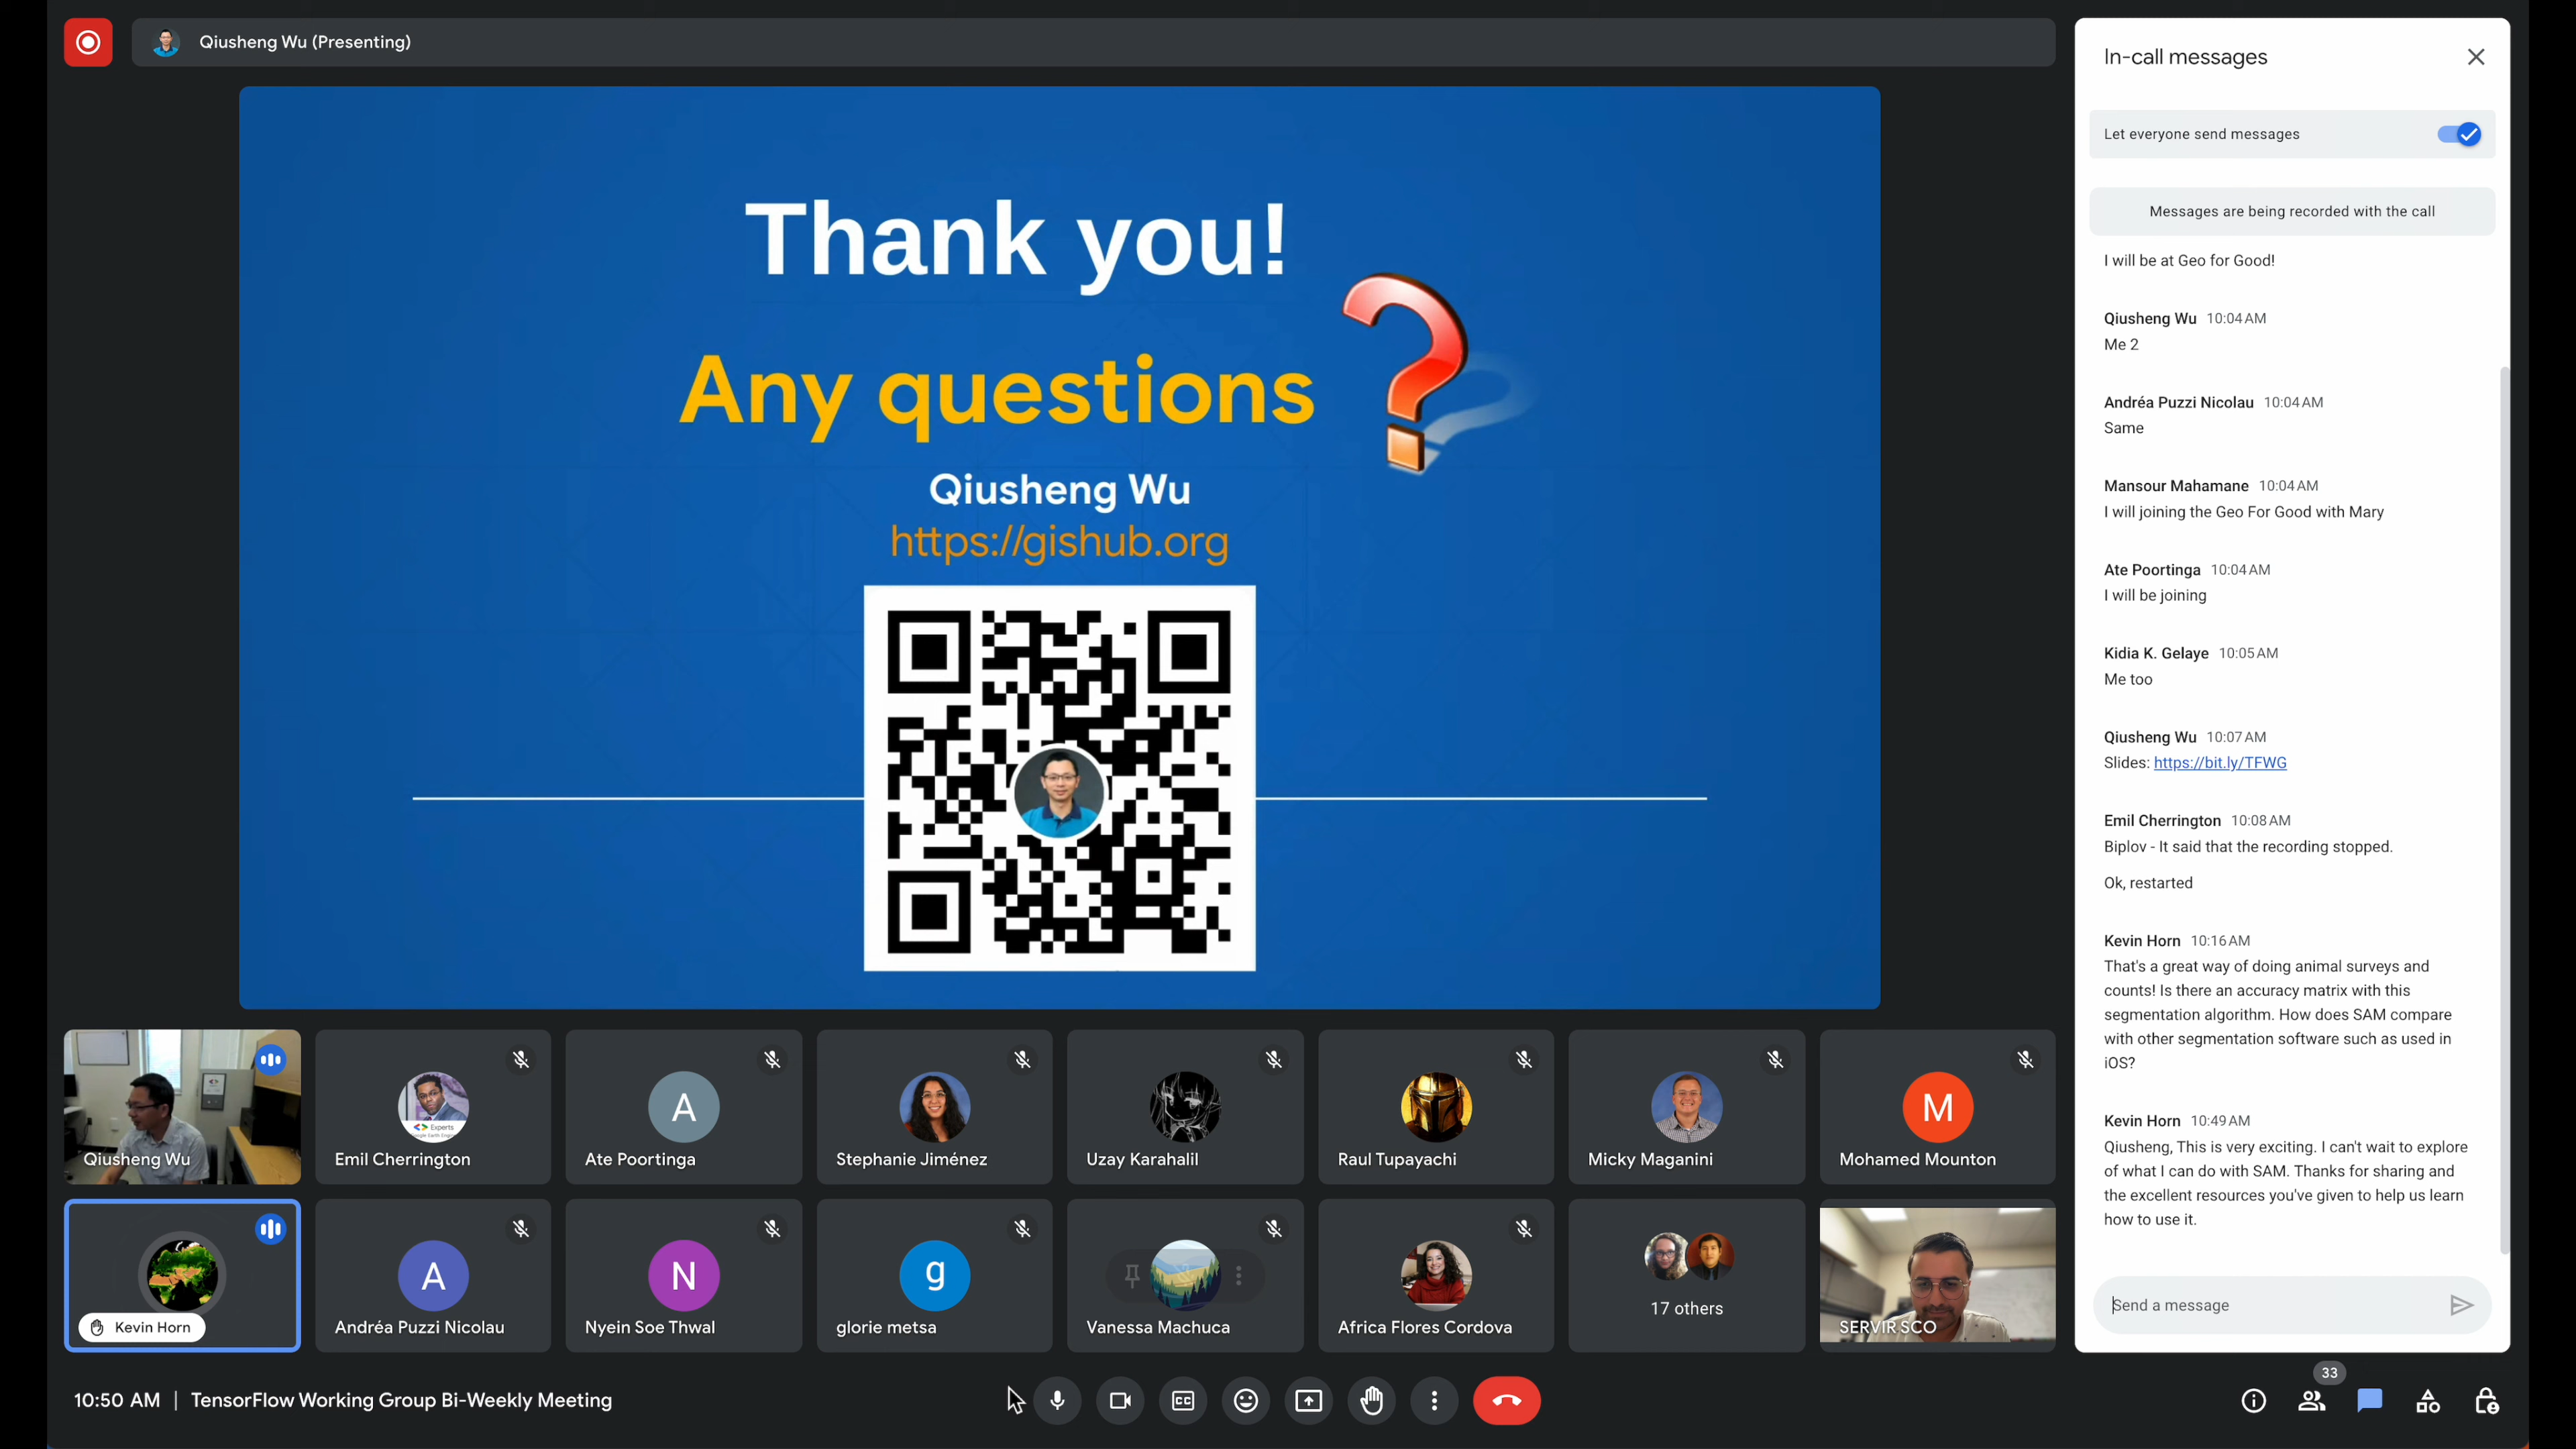 Qiusheng Wu (Presenting)
Thank you!
Any questions
Qiusheng Wu
https://gishub.org
Qiusheng Wu
Emil Cherrington
Experts
A
Ate Poortinga
Stephanie Jiménez
Uzay Karahalil
Raul Tupayachi
Micky Maganini
M
Mohamed Mounton
Kevin Horn
A
Andréa Puzzi Nicolau
N
Nyein Soe Thwal
g
glorie metsa
Vanessa Machuca
Africa Flores Cordova
17 others
SERVIR SCO
10:50 AM | TensorFlow Working Group Bi-Weekly Meeting
33
In-call messages
Let everyone send messages
Messages are being recorded with the call
I will be at Geo for Good!
Qiusheng Wu 10:04 AM
Me 2
Andréa Puzzi Nicolau 10:04 AM
Same
Mansour Mahamane 10:04 AM
I will joining the Geo For Good with Mary
Ate Poortinga 10:04 AM
I will be joining
Kidia K. Gelaye 10:05 AM
Me too
Qiusheng Wu 10:07 AM
Slides: https://bit.ly/TFWG
Emil Cherrington 10:08 AM
Biplov - It said that the recording stopped.
Ok, restarted
Kevin Horn 10:16 AM
That's a great way of doing animal surveys and
counts! Is there an accuracy matrix with this
segmentation algorithm. How does SAM compare
with other segmentation software such as used in
iOS?
Kevin Horn 10:49 AM
Qiusheng, This is very exciting. I can't wait to explore
of what I can do with SAM. Thanks for sharing and
the excellent resources you've given to help us learn
how to use it.
Send a message